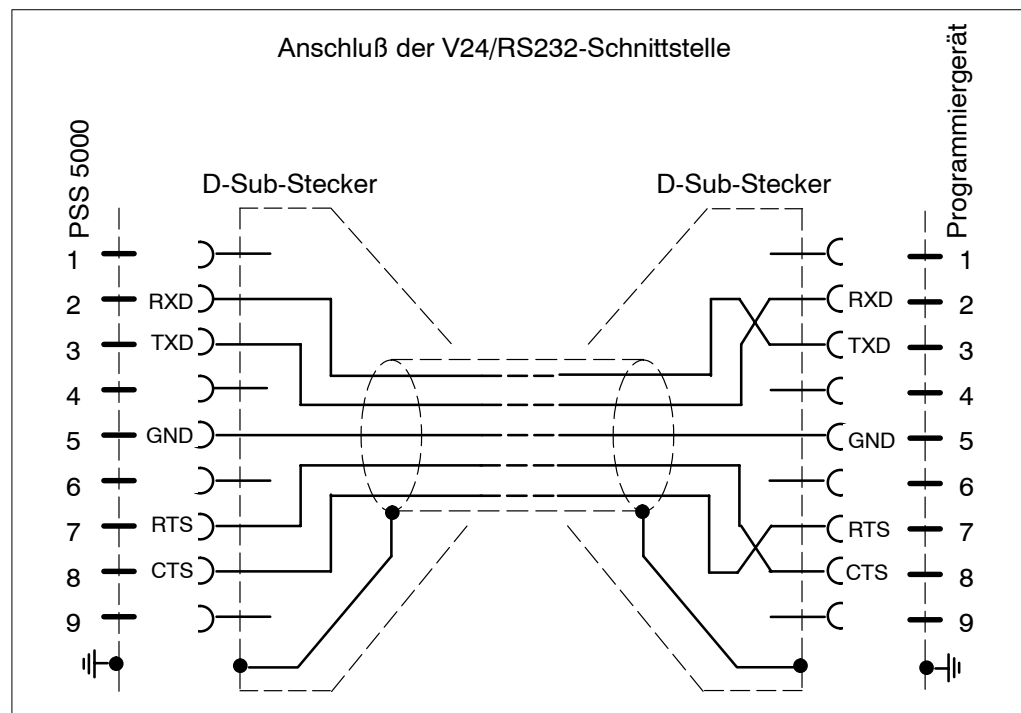 Anschluß der V24/RS232-Schnittstelle
PSS 5000
Programmiergerät
D-Sub-Stecker
D-Sub-Stecker
1
1
2 RXD
RXD 2
3 TXD
TXD 3
4
4
5 GND
GND 5
6
6
7 RTS
RTS 7
8 CTS
CTS 8
9
9